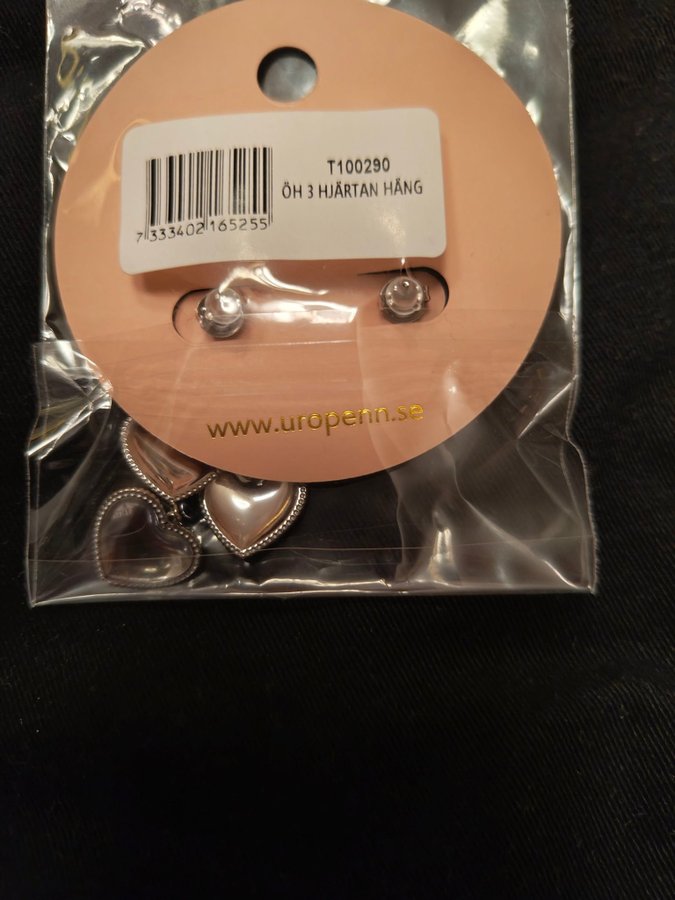 T100290
ÖH 3 HJÄRTAN HÄNG
7 333402 165255
www.uropenn.se